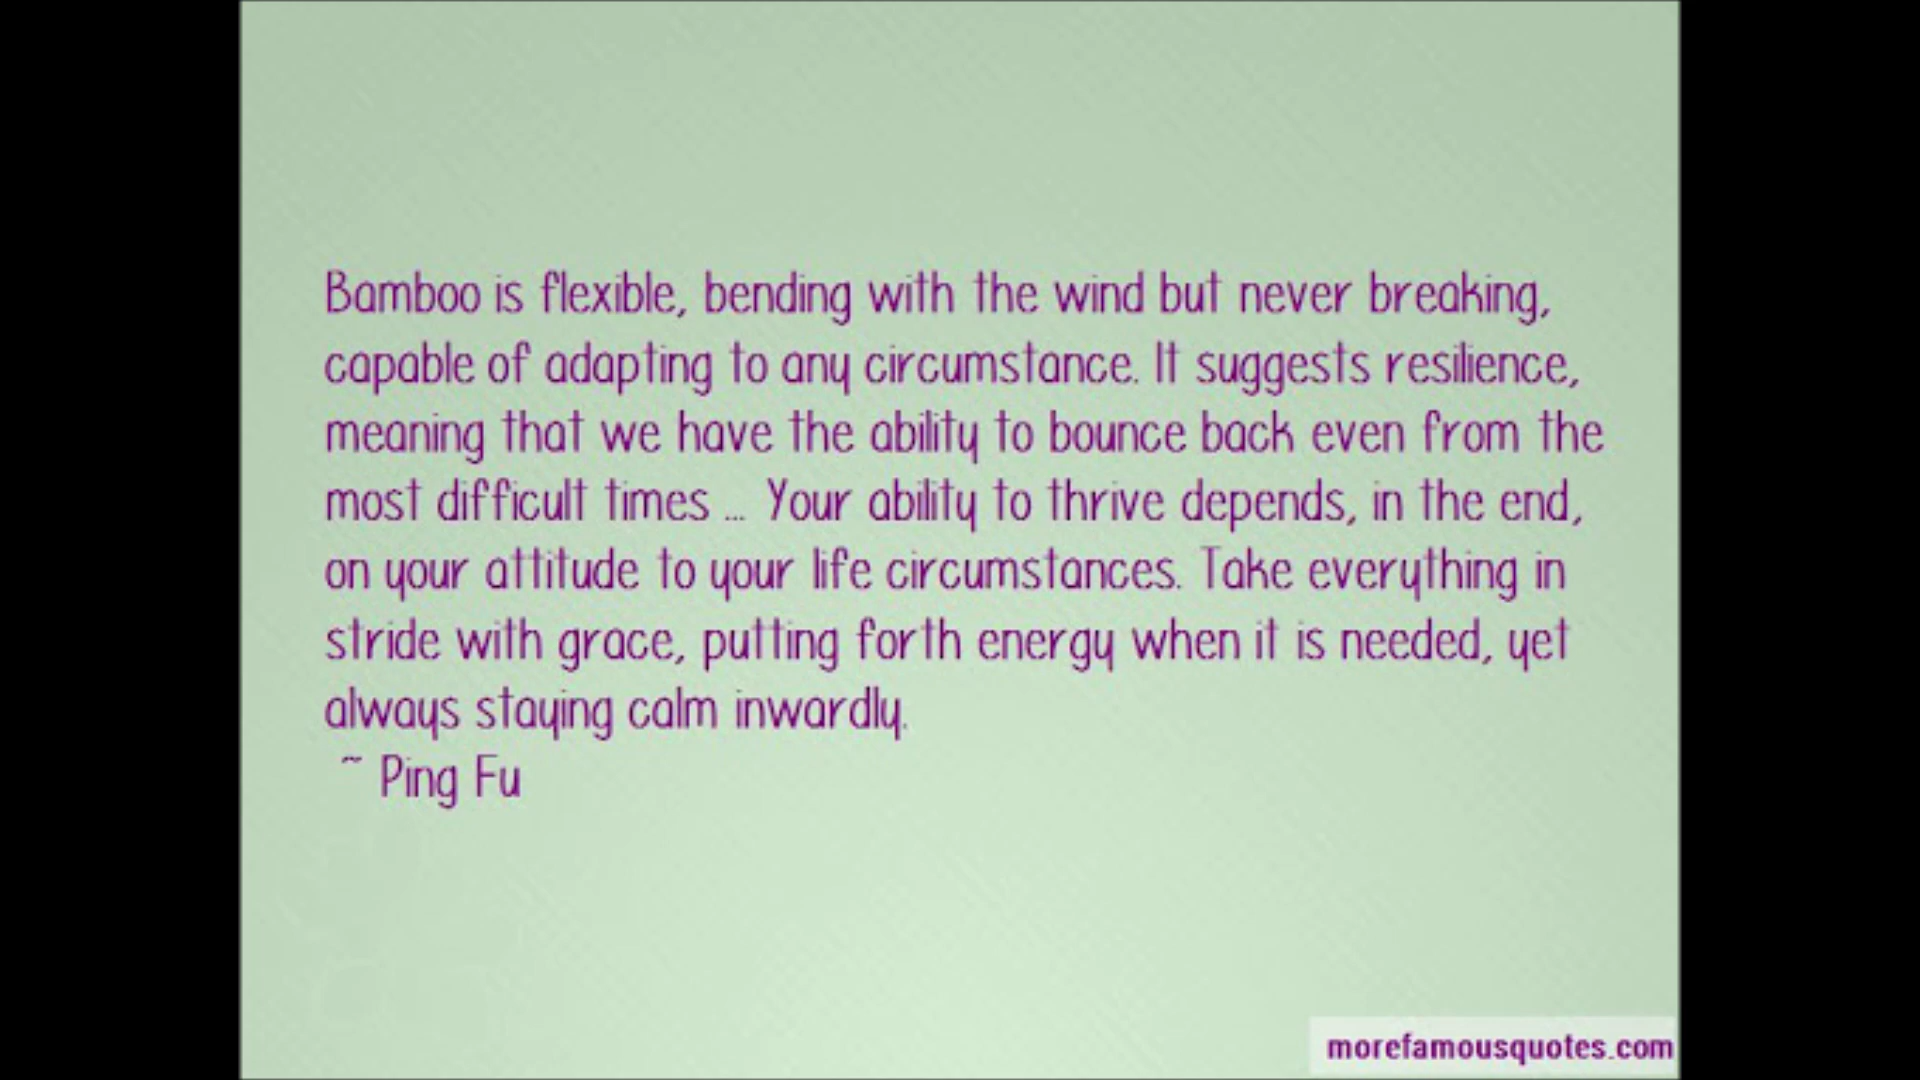 Bamboo is flexible, bending with the wind but never breaking,
capable of adapting to any circumstance. It suggests resilience,
meaning that we have the ability to bounce back even from the
most difficult times ... Your ability to thrive depends, in the end,
on your attitude to your life circumstances. Take everything in
stride with grace, putting forth energy when it is needed, yet
always staying calm inwardly.
~ Ping Fu
morefamousquotes.com